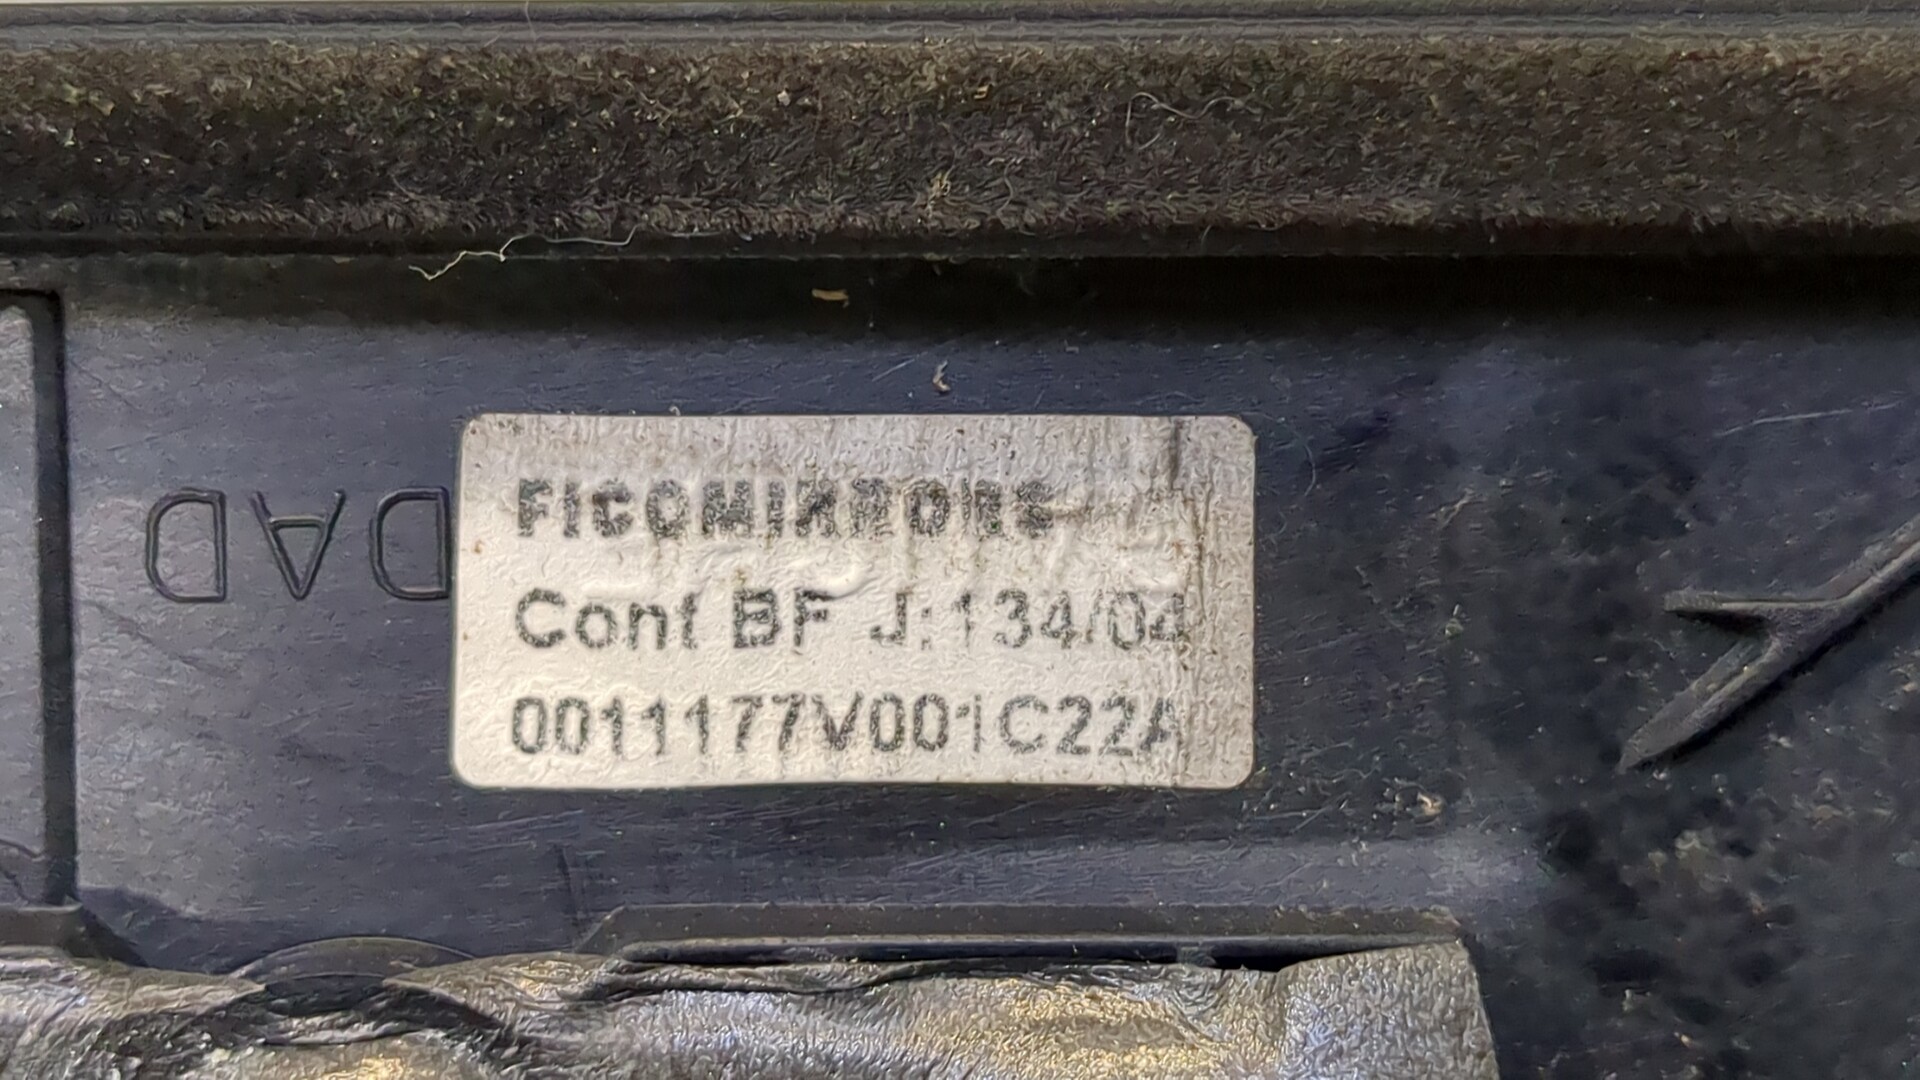 FICOMIRRORS
Cont BF J:134/04
0011177V001C22A
DAD